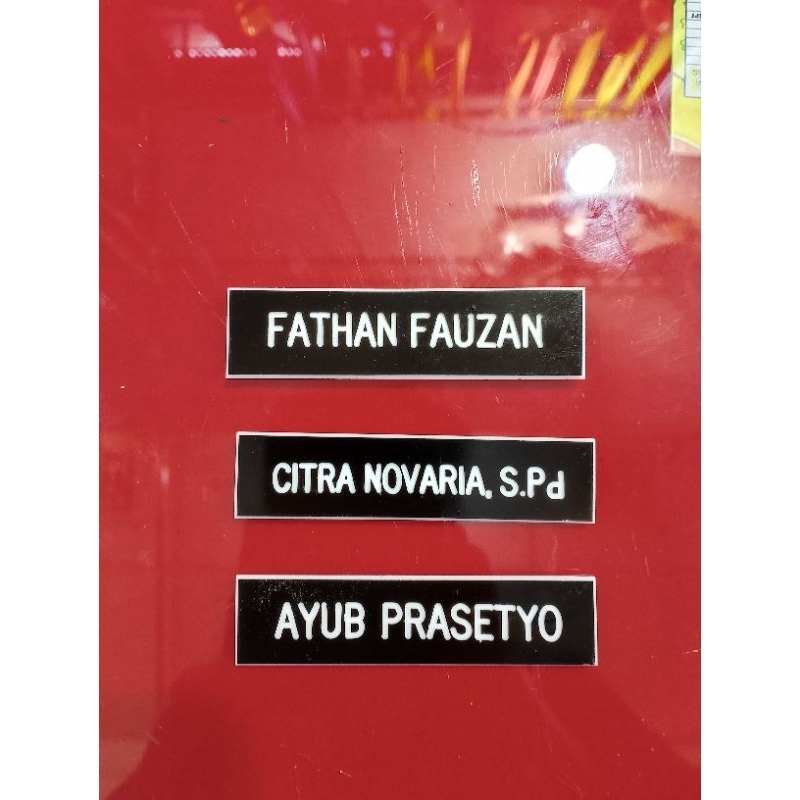 FATHAN FAUZAN
CITRA NOVARIA, S.Pd
AYUB PRASETYO